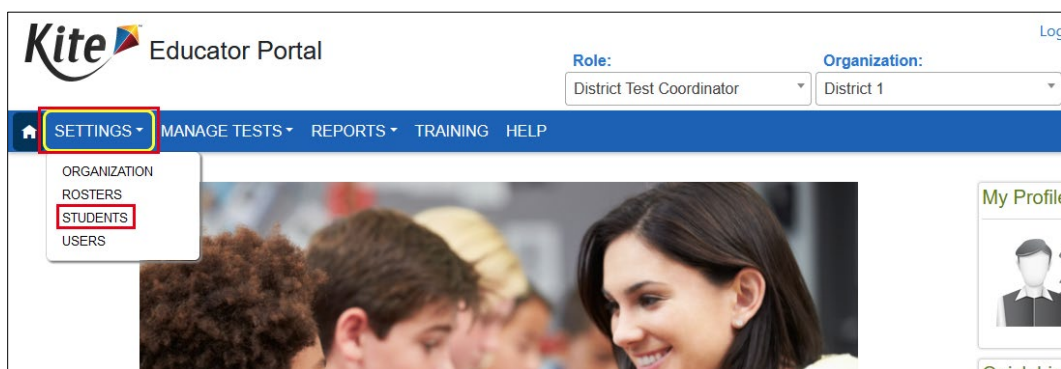 Log
Kite Educator Portal
Role: Organization:
District Test Coordinator District 1
SETTINGS MANAGE TESTS REPORTS TRAINING HELP
ORGANIZATION
ROSTERS
STUDENTS
USERS
My Profile